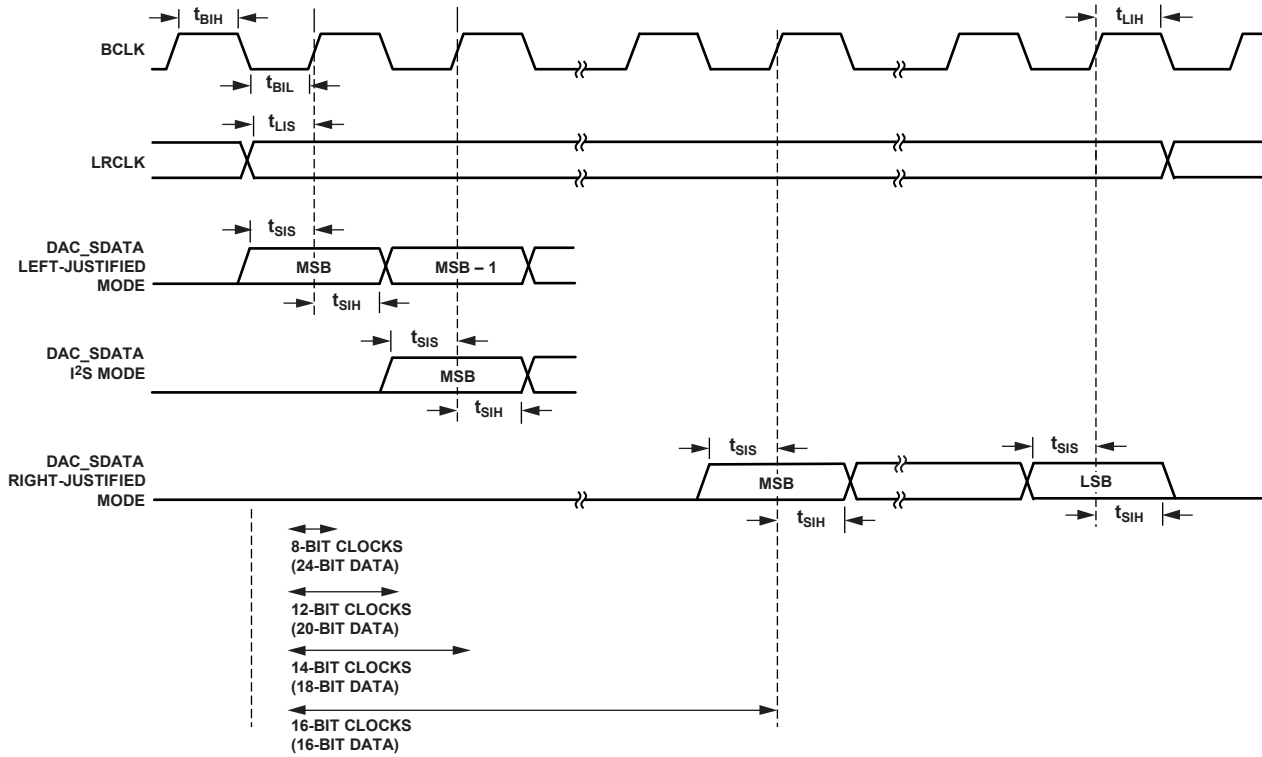 tBIH
tLIH
BCLK
tBIL
tLIS
LRCLK
tSIS
DAC_SDATA
LEFT-JUSTIFIED
MODE
MSB
MSB – 1
tSIH
tSIS
DAC_SDATA
I²S MODE
MSB
tSIH
tSIS
tSIS
DAC_SDATA
RIGHT-JUSTIFIED
MODE
MSB
LSB
tSIH
tSIH
8-BIT CLOCKS
(24-BIT DATA)
12-BIT CLOCKS
(20-BIT DATA)
14-BIT CLOCKS
(18-BIT DATA)
16-BIT CLOCKS
(16-BIT DATA)